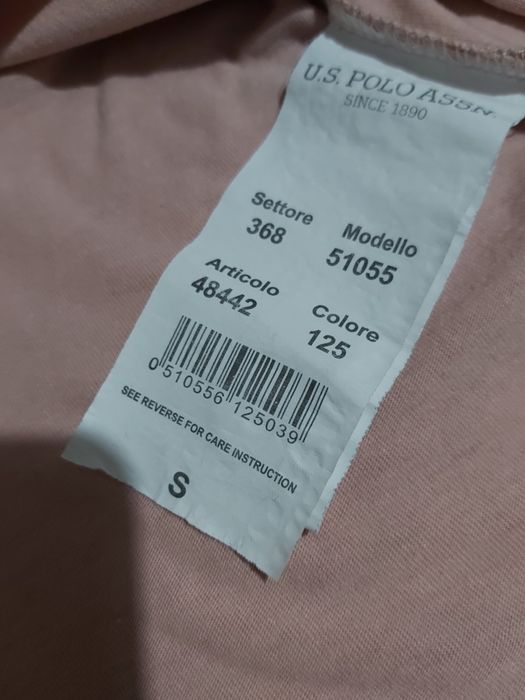 U.S. POLO ASSN.
SINCE 1890
Settore Modello
368 51055
Articolo Colore
48442 125
0 510556 125039
SEE REVERSE FOR CARE INSTRUCTION
S